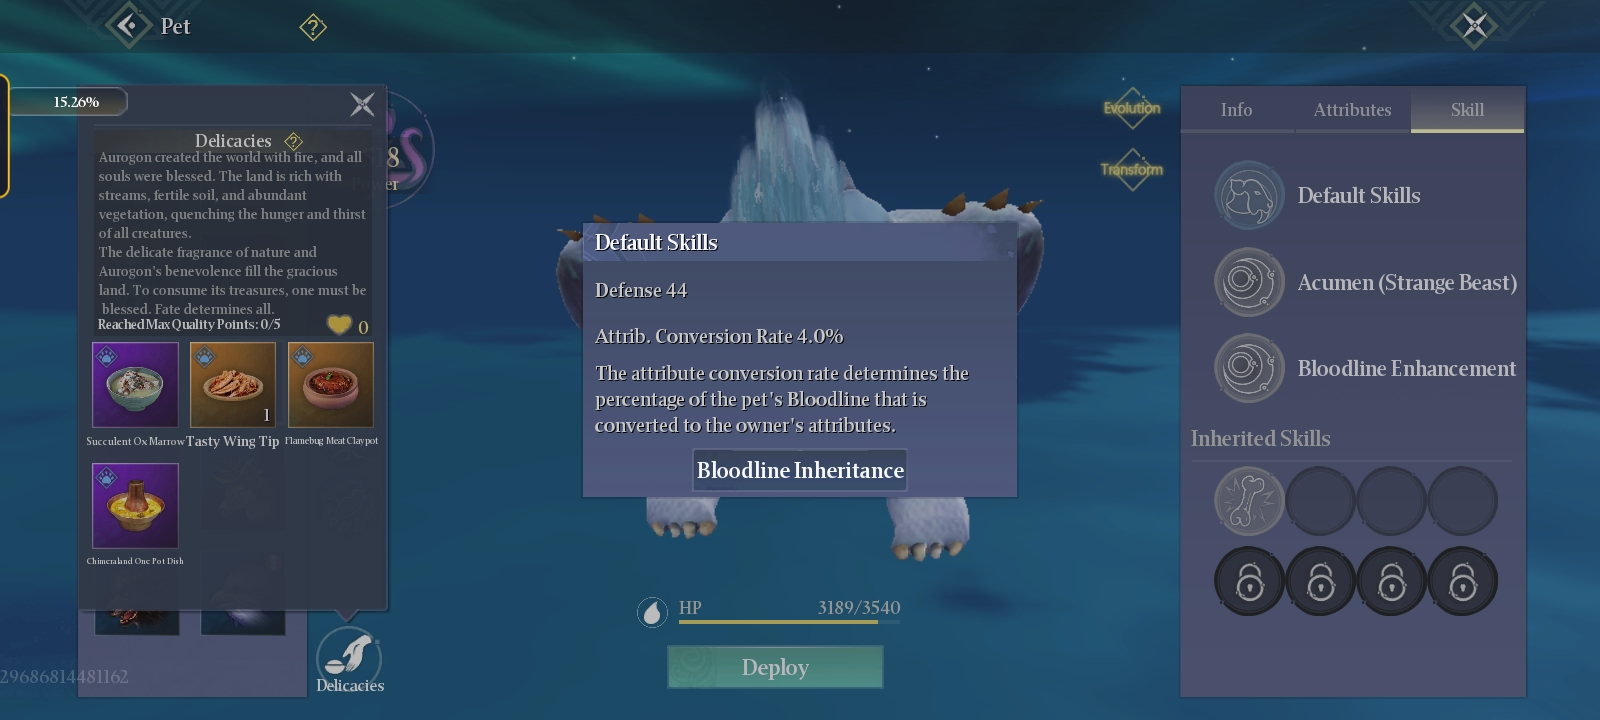 Pet
15.26%
Delicacies
Aurogon created the world with fire, and all
souls were blessed. The land is rich with
streams, fertile soil, and abundant
vegetation, quenching the hunger and thirst
of all creatures.
The delicate fragrance of nature and
Aurogon's benevolence fill the gracious
land. To consume its treasures, one must be
blessed. Fate determines all.
Reached Max Quality Points: 0/5
0
1
Succulent Ox Marrow
Tasty Wing Tip
Flamebug Meat Claypot
Chimeraland One Pot Dish
Delicacies
29686814481162
8
er
Default Skills
Defense 44
Attrib. Conversion Rate 4.0%
The attribute conversion rate determines the
percentage of the pet's Bloodline that is
converted to the owner's attributes.
Bloodline Inheritance
HP
3189/3540
Deploy
Evolution
Transform
Info
Attributes
Skill
Default Skills
Acumen (Strange Beast)
Bloodline Enhancement
Inherited Skills